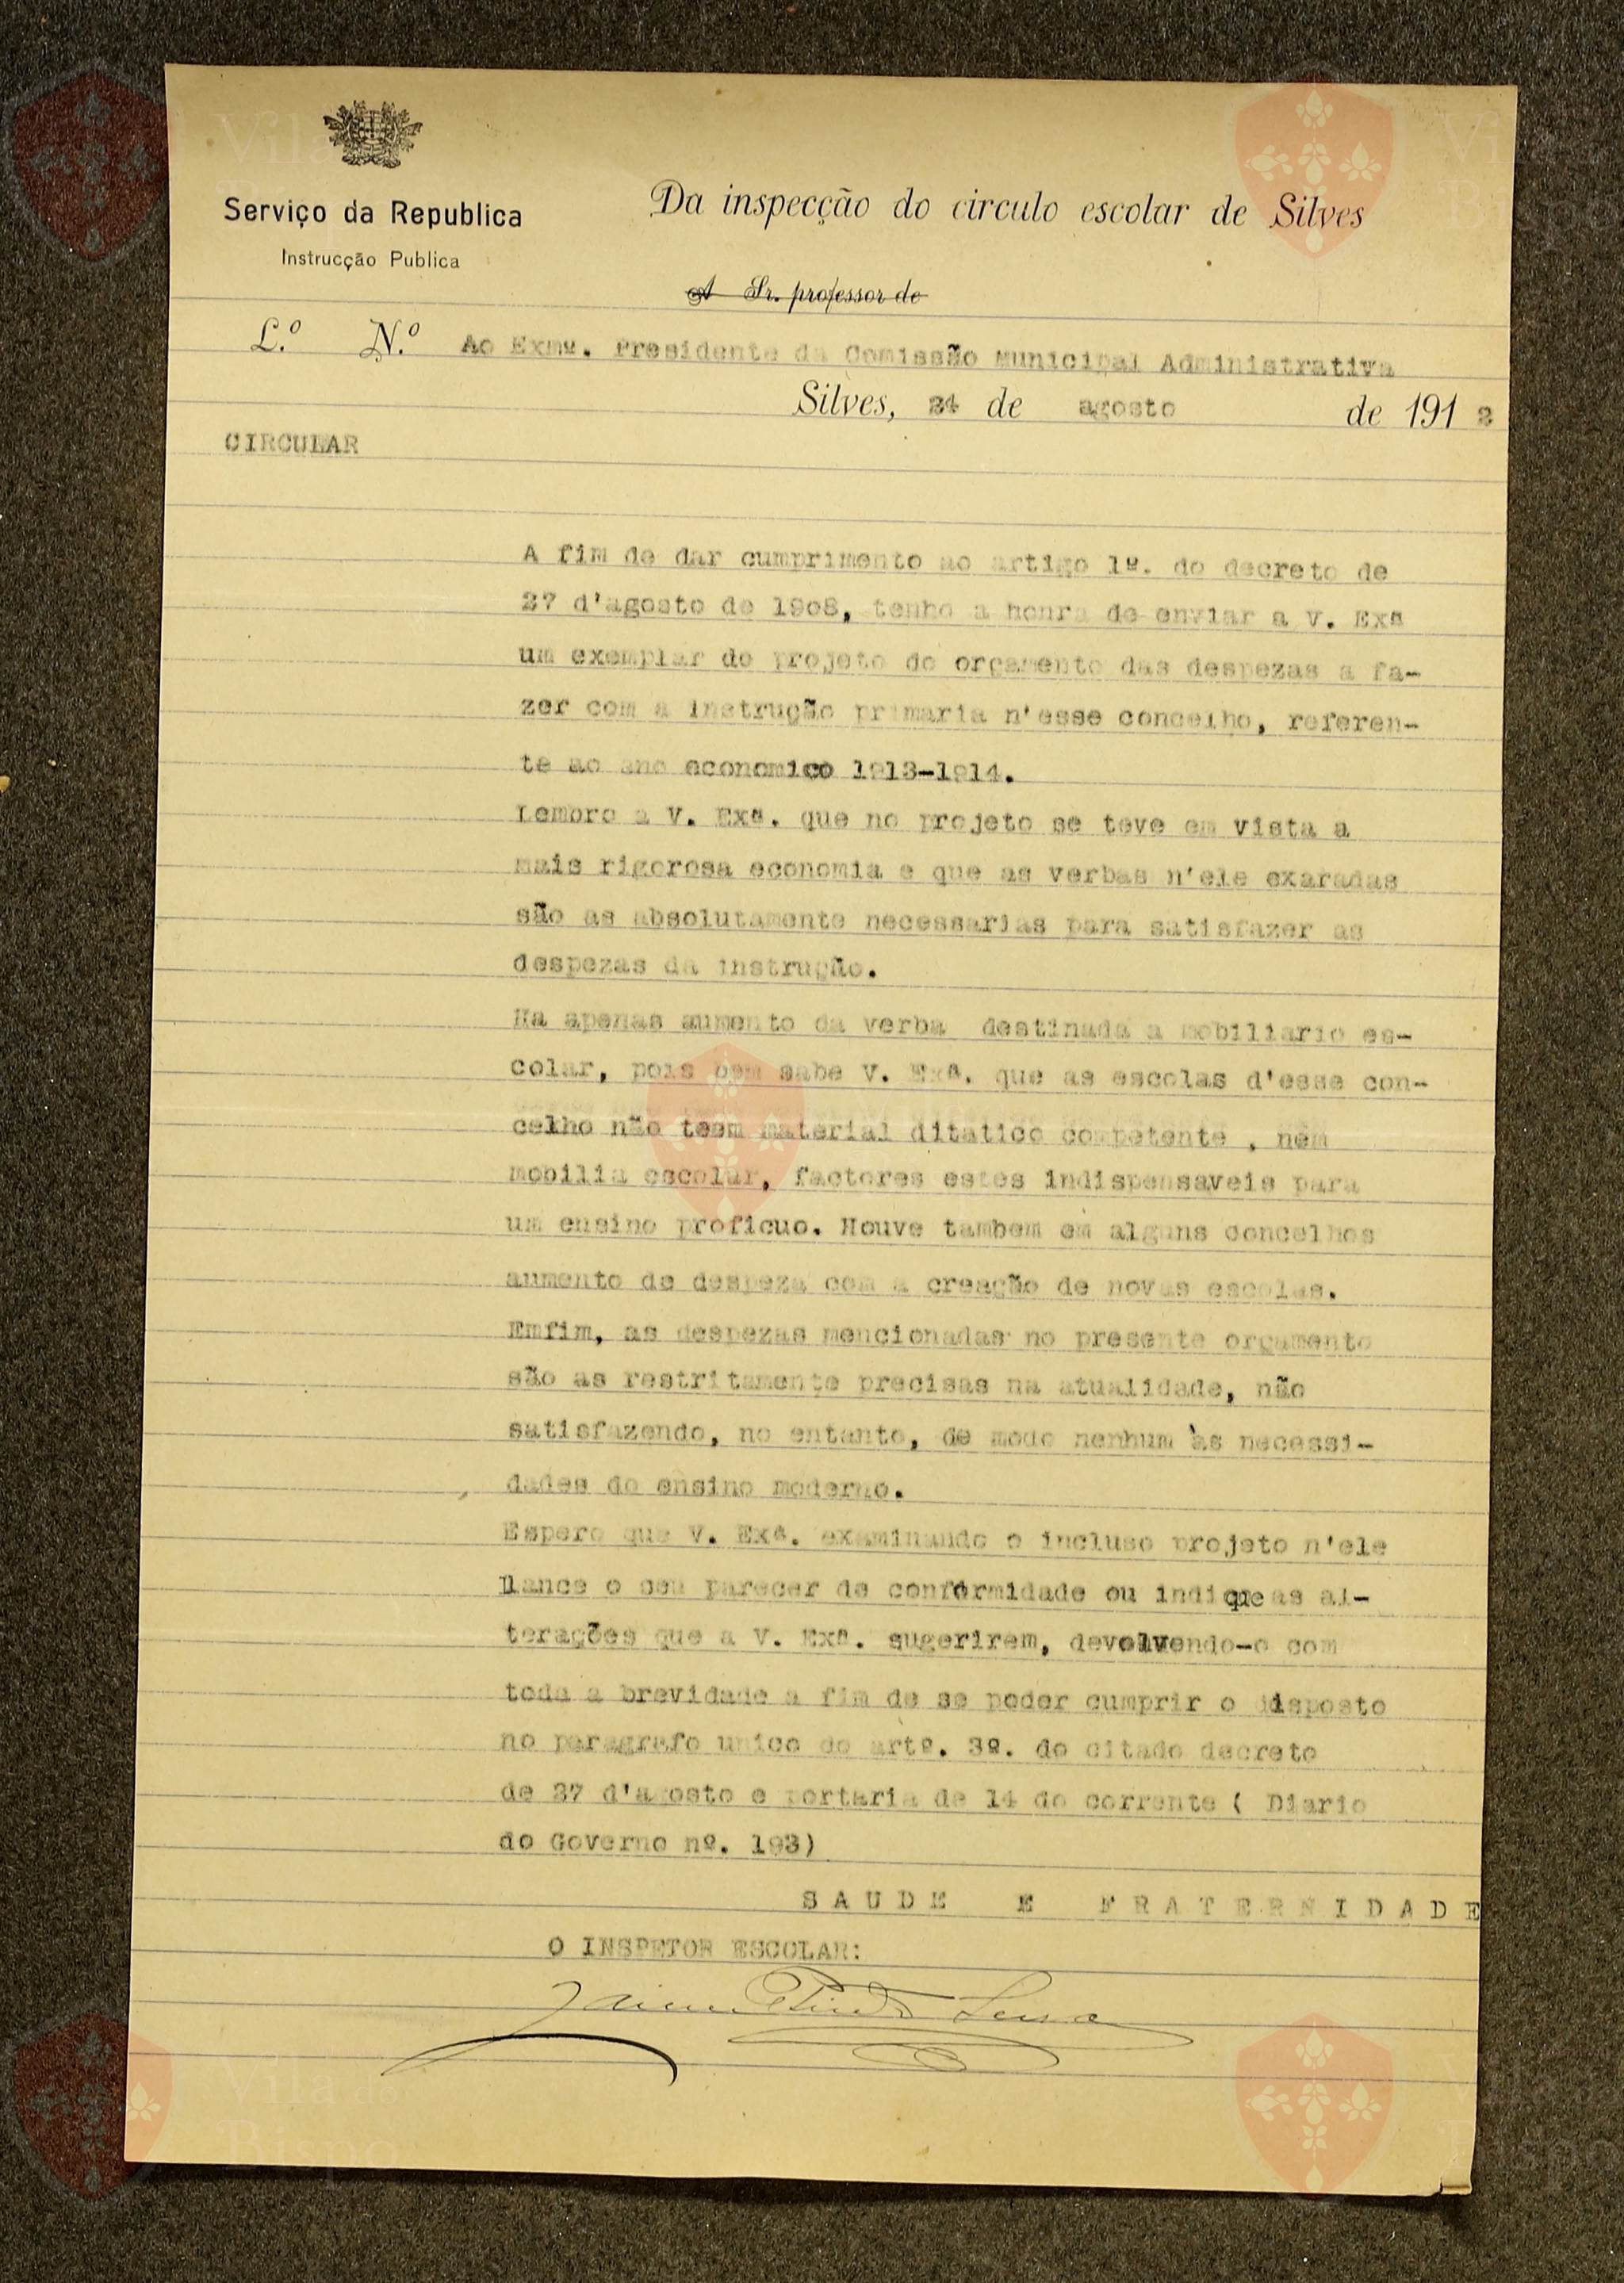 Serviço da Republica
Instrucção Publica
Da inspecção do circulo escolar de Silves
A Sr. professor de
L.º N.º Ao Exmº. Presidente da Comissão Municipal Administrativa
Silves, 24 de agosto de 1912
CIRCULAR
A fim de dar cumprimento ao artigo 1º. do decreto de
27 d'agosto de 1908, tenho a honra de enviar a V. Exª
um exemplar do projeto do orçamento das despezas a fa-
zer com a instrução primaria n'esse concelho, referen-
te ao ano economico 1913-1914.
Lembro a V. Exª. que no projeto se teve em vista a
mais rigorosa economia e que as verbas n'ele exaradas
são as absolutamente necessarias para satisfazer as
despezas da instrução.
Ha apenas aumento da verba destinada a mobiliario es-
colar, pois bem sabe V. Exª. que as escolas d'esse con-
celho não teem material ditatico competente , nem
mobilia escolar, factores estes indispensaveis para
um ensino proficuo. Houve tambem em alguns concelhos
aumento de despeza com a creação de novas escolas.
Emfim, as despezas mencionadas no presente orçamento
são as restritamente precisas na atualidade, não
satisfazendo, no entanto, de modo nenhum às necessi-
dades do ensino moderno.
Espero que V. Exª. examinando o incluso projeto n'ele
lance o seu parecer de conformidade ou indique as al-
terações que a V. Exª. sugerirem, devolvendo-o com
toda a brevidade a fim de se poder cumprir o disposto
no paragrafo unico do artº. 3º. do citado decreto
de 27 d'agosto e portaria de 14 do corrente ( Diario
do Governo nº. 193)
SAUDE E FRATERNIDADE
O INSPETOR ESCOLAR:
Vila do
Bispo